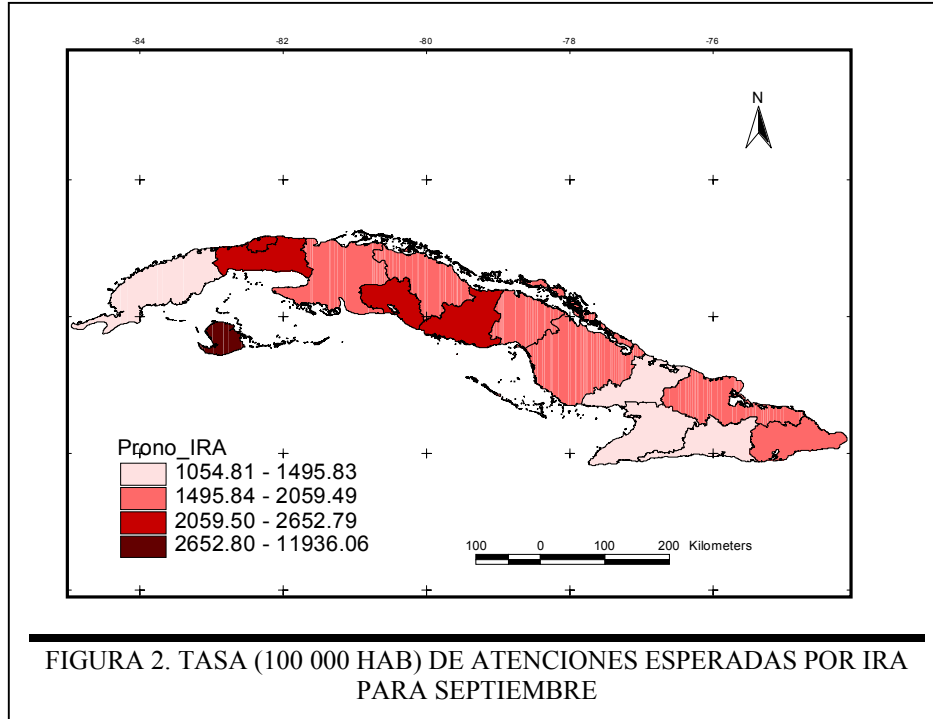 -84 -82 -80 -78 -76
N
Prono_IRA
1054.81 - 1495.83
1495.84 - 2059.49
2059.50 - 2652.79
2652.80 - 11936.06
100 0 100 200 Kilometers
FIGURA 2. TASA (100 000 HAB) DE ATENCIONES ESPERADAS POR IRA
PARA SEPTIEMBRE